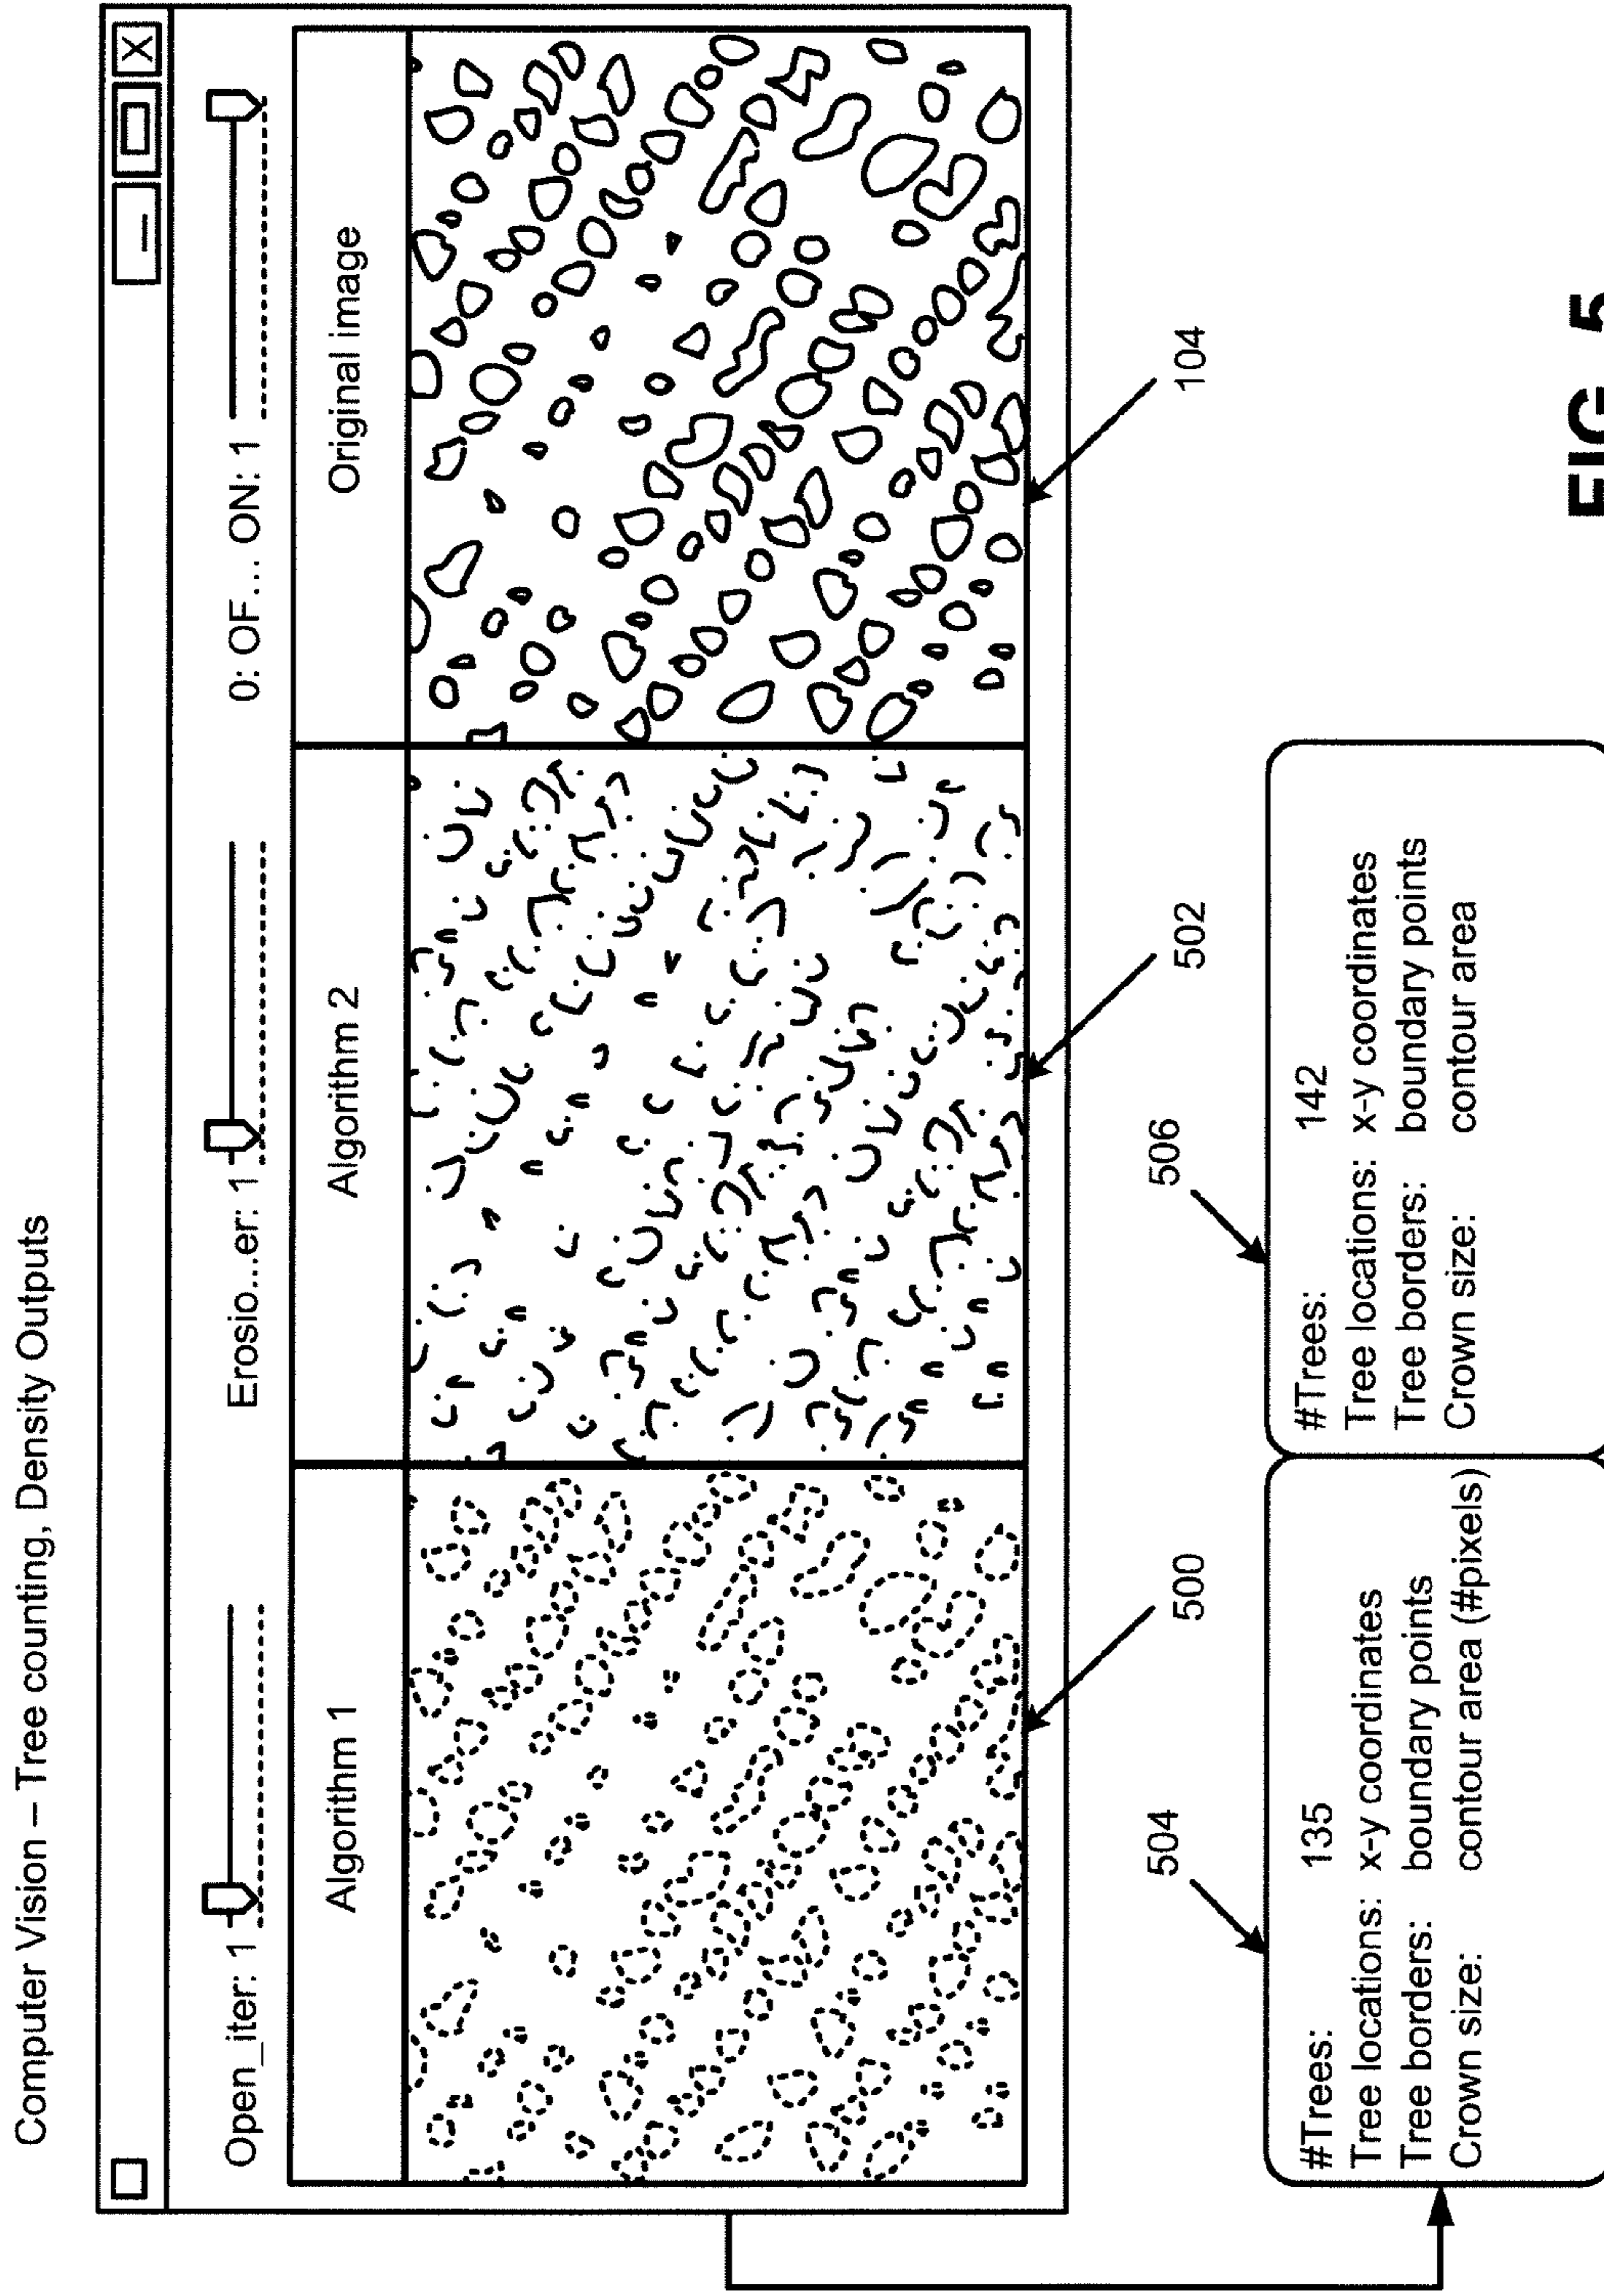 Computer Vision – Tree counting, Density Outputs
X
Open_iter: 1
Erosio...er: 1
0: OF... ON: 1
Algorithm 1
Algorithm 2
Original image
500
502
104
504
506
#Trees: 135
Tree locations: x-y coordinates
Tree borders: boundary points
Crown size: contour area (#pixels)
#Trees: 142
Tree locations: x-y coordinates
Tree borders: boundary points
Crown size: contour area
FIG. 5